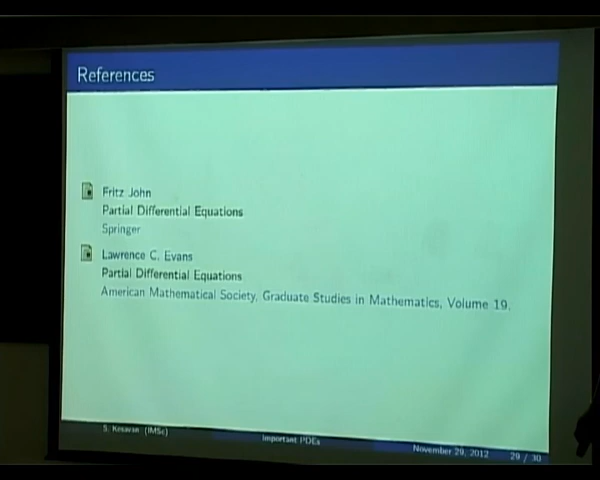 References
Fritz John
Partial Differential Equations
Springer
Lawrence C. Evans
Partial Differential Equations
American Mathematical Society, Graduate Studies in Mathematics, Volume 19.
S. Kesavan (IMSc)
Important PDEs
November 29, 2012
29 / 30